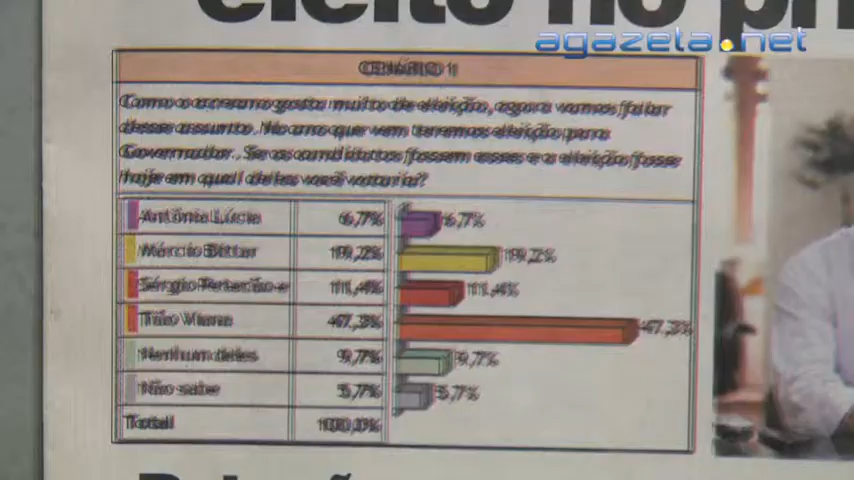 eleito no pri
agazeta.net
CENÁRIO 1
Como o acreano gosta muito de eleição, agora vamos falar
desse assunto. No ano que vem teremos eleição para
Governador. Se os candidatos fossem esses e a eleição fosse
hoje em qual deles você votaria?
Antônia Lúcia 6,7% 6,7%
Márcio Bittar 19,2% 19,2%
Sérgio Petecão 11,4% 11,4%
Tião Viana 47,3% 47,3%
Nenhum deles 9,7% 9,7%
Não sabe 5,7% 5,7%
Total 100,0%